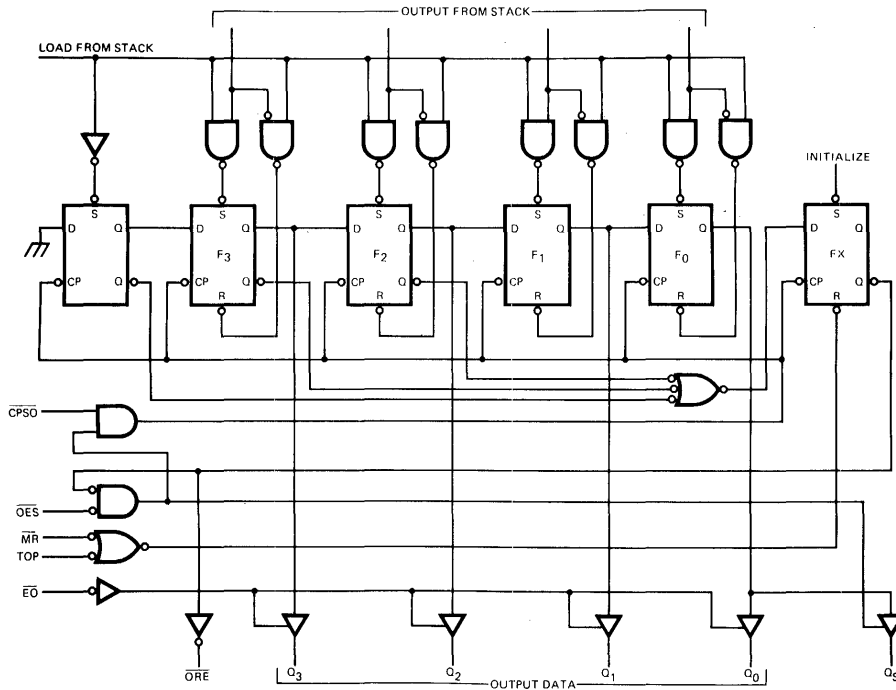 OUTPUT FROM STACK
LOAD FROM STACK
INITIALIZE
S
D Q
CP Q
S
D Q
F3
CP Q
R
S
D Q
F2
CP Q
R
S
D Q
F1
CP
R
S
D Q
F0
CP
R
S
D
FX
CP Q
R
CPSO
OES
MR
TOP
EO
ORE
Q3
Q2
Q1
Q0
QS
OUTPUT DATA